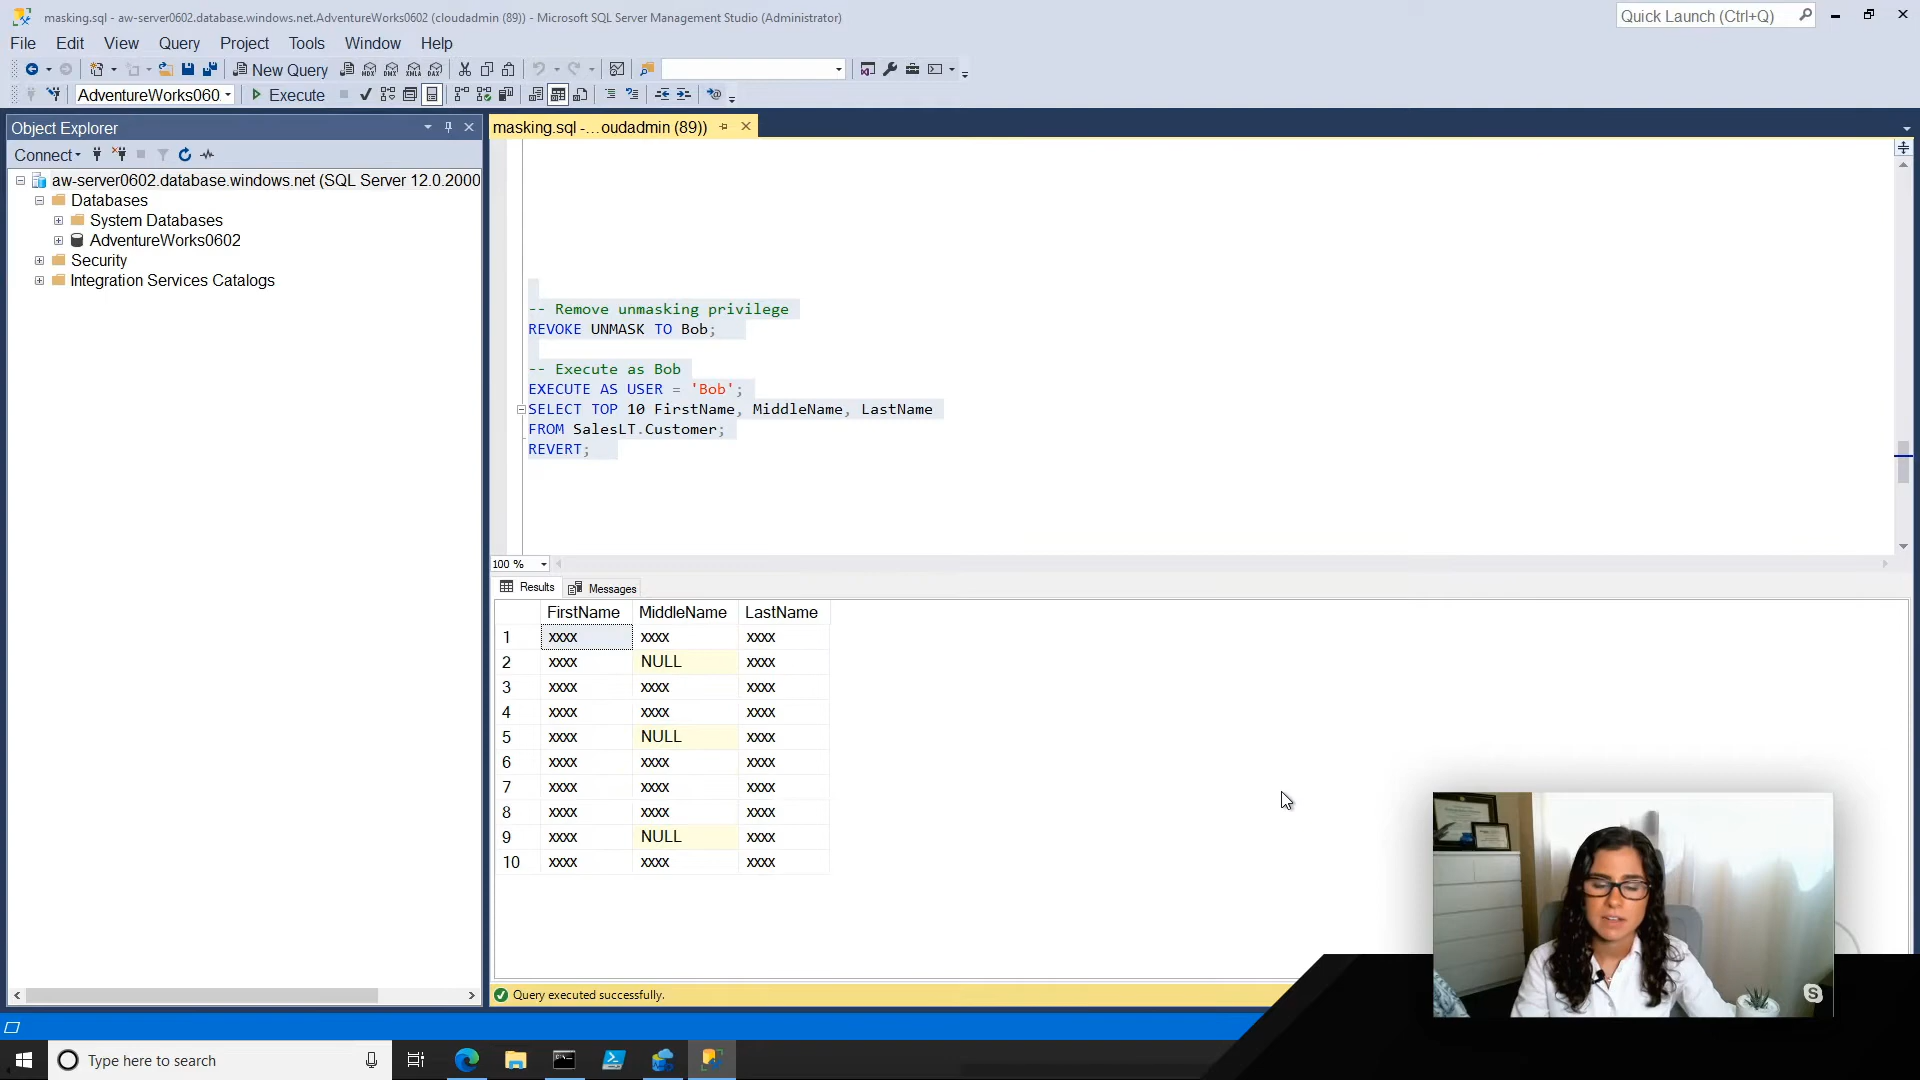 masking.sql - aw-server0602.database.windows.net.AdventureWorks0602 (cloudadmin (89)) - Microsoft SQL Server Management Studio (Administrator)
Quick Launch (Ctrl+Q)
File Edit View Query Project Tools Window Help
New Query
AdventureWorks060
Execute
Object Explorer
masking.sql -...oudadmin (89))
Connect
aw-server0602.database.windows.net (SQL Server 12.0.2000
Databases
System Databases
AdventureWorks0602
Security
Integration Services Catalogs
-- Remove unmasking privilege
REVOKE UNMASK TO Bob;
-- Execute as Bob
EXECUTE AS USER = 'Bob';
SELECT TOP 10 FirstName, MiddleName, LastName
FROM SalesLT.Customer;
REVERT;
100 %
Results Messages
FirstName MiddleName LastName
1 xxxx xxxx xxxx
2 xxxx NULL xxxx
3 xxxx xxxx xxxx
4 xxxx xxxx xxxx
5 xxxx NULL xxxx
6 xxxx xxxx xxxx
7 xxxx xxxx xxxx
8 xxxx xxxx xxxx
9 xxxx NULL xxxx
10 xxxx xxxx xxxx
Query executed successfully.
Type here to search